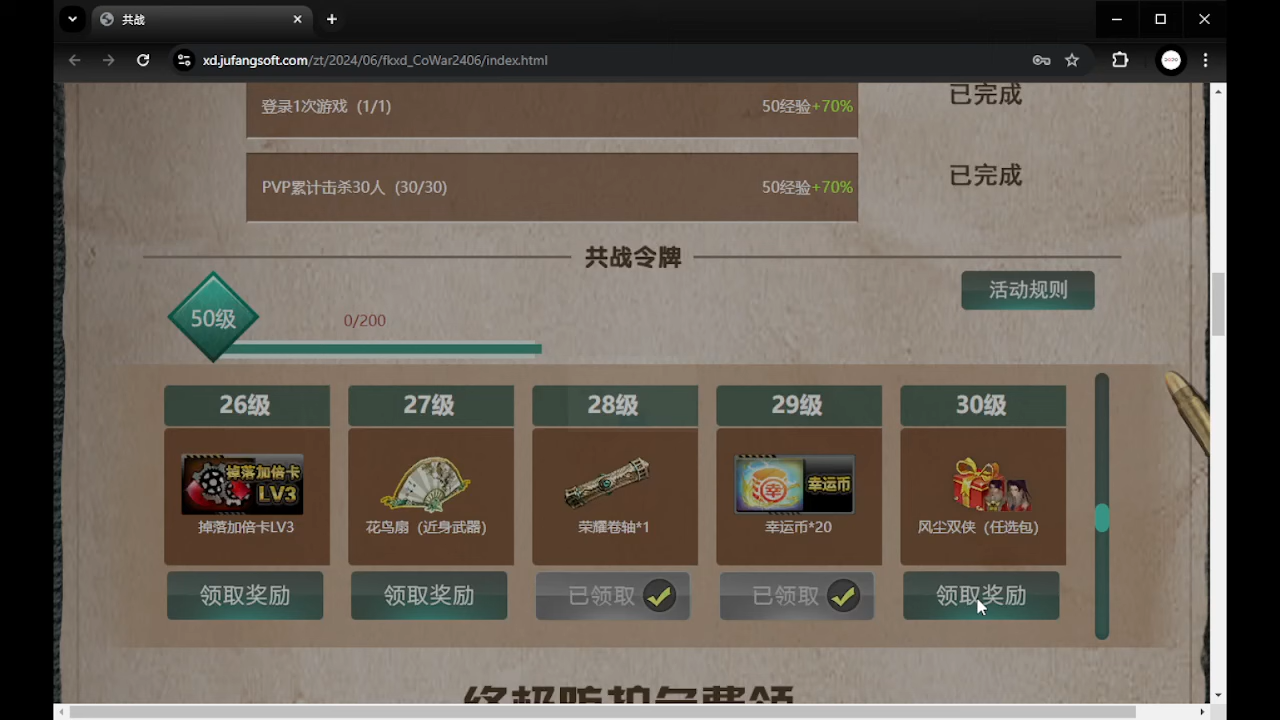 共战
xd.jufangsoft.com/zt/2024/06/fkxd_CoWar2406/index.html
登录1次游戏 (1/1) 50经验+70% 已完成
PVP累计击杀30人 (30/30) 50经验+70% 已完成
共战令牌
活动规则
50级 0/200
26级 27级 28级 29级 30级
掉落加倍卡 LV3 幸 幸运币
掉落加倍卡LV3 花鸟扇（近身武器） 荣耀卷轴*1 幸运币*20 风尘双侠（任选包）
领取奖励 领取奖励 已领取 已领取 领取奖励